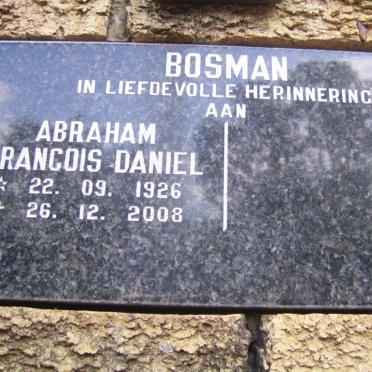 BOSMAN
IN LIEFDEVOLLE HERINNERING
AAN
ABRAHAM
RANCOIS DANIEL
☆ 22. 09. 1926
26. 12. 2008